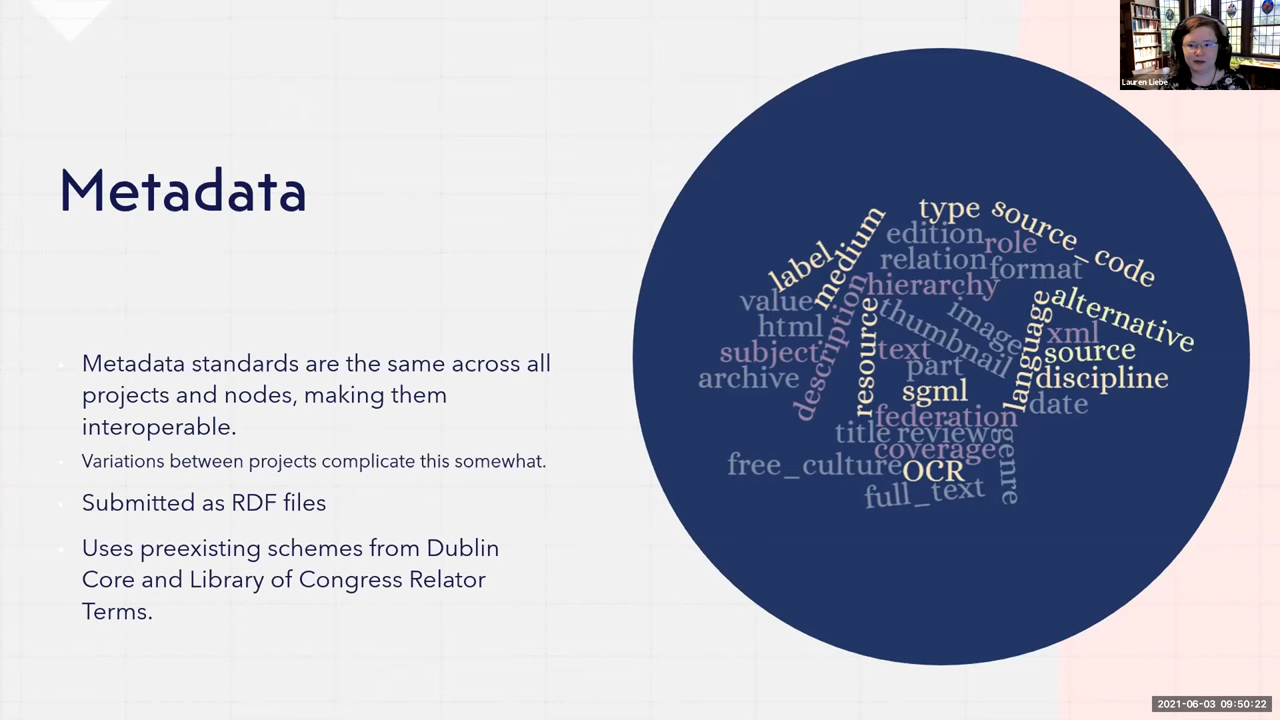 Lauren Liebe
Metadata
Metadata standards are the same across all
projects and nodes, making them
interoperable.
Variations between projects complicate this somewhat.
Submitted as RDF files
Uses preexisting schemes from Dublin
Core and Library of Congress Relator
Terms.
type
source_code
edition
role
relation
format
label
medium
hierarchy
value
description
resource
thumbnail
image
language
alternative
html
xml
subject
text
source
archive
part
discipline
sgml
date
federation
title
review
genre
coverage
free_culture
OCR
full_text
2021-06-03 09:50:22